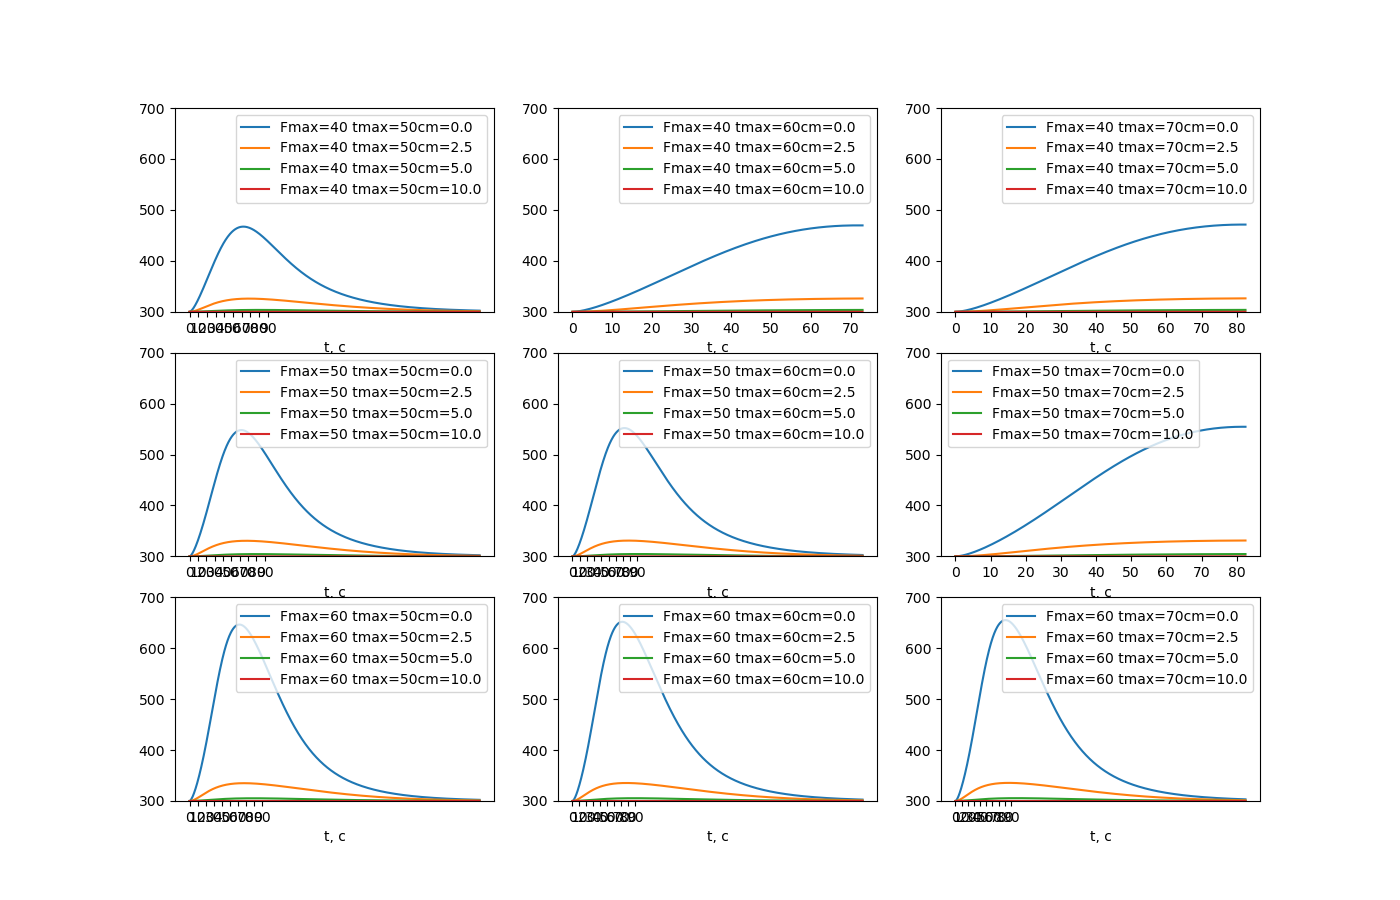 700
600
500
400
300
Fmax=40 tmax=50cm=0.0
Fmax=40 tmax=50cm=2.5
Fmax=40 tmax=50cm=5.0
Fmax=40 tmax=50cm=10.0
t, c
700
600
500
400
300
Fmax=40 tmax=60cm=0.0
Fmax=40 tmax=60cm=2.5
Fmax=40 tmax=60cm=5.0
Fmax=40 tmax=60cm=10.0
0 10 20 30 40 50 60 70
t, c
700
600
500
400
300
Fmax=40 tmax=70cm=0.0
Fmax=40 tmax=70cm=2.5
Fmax=40 tmax=70cm=5.0
Fmax=40 tmax=70cm=10.0
0 10 20 30 40 50 60 70 80
t, c
700
600
500
400
300
Fmax=50 tmax=50cm=0.0
Fmax=50 tmax=50cm=2.5
Fmax=50 tmax=50cm=5.0
Fmax=50 tmax=50cm=10.0
t, c
700
600
500
400
300
Fmax=50 tmax=60cm=0.0
Fmax=50 tmax=60cm=2.5
Fmax=50 tmax=60cm=5.0
Fmax=50 tmax=60cm=10.0
t, c
700
600
500
400
300
Fmax=50 tmax=70cm=0.0
Fmax=50 tmax=70cm=2.5
Fmax=50 tmax=70cm=5.0
Fmax=50 tmax=70cm=10.0
0 10 20 30 40 50 60 70 80
t, c
700
600
500
400
300
Fmax=60 tmax=50cm=0.0
Fmax=60 tmax=50cm=2.5
Fmax=60 tmax=50cm=5.0
Fmax=60 tmax=50cm=10.0
t, c
700
600
500
400
300
Fmax=60 tmax=60cm=0.0
Fmax=60 tmax=60cm=2.5
Fmax=60 tmax=60cm=5.0
Fmax=60 tmax=60cm=10.0
t, c
700
600
500
400
300
Fmax=60 tmax=70cm=0.0
Fmax=60 tmax=70cm=2.5
Fmax=60 tmax=70cm=5.0
Fmax=60 tmax=70cm=10.0
t, c